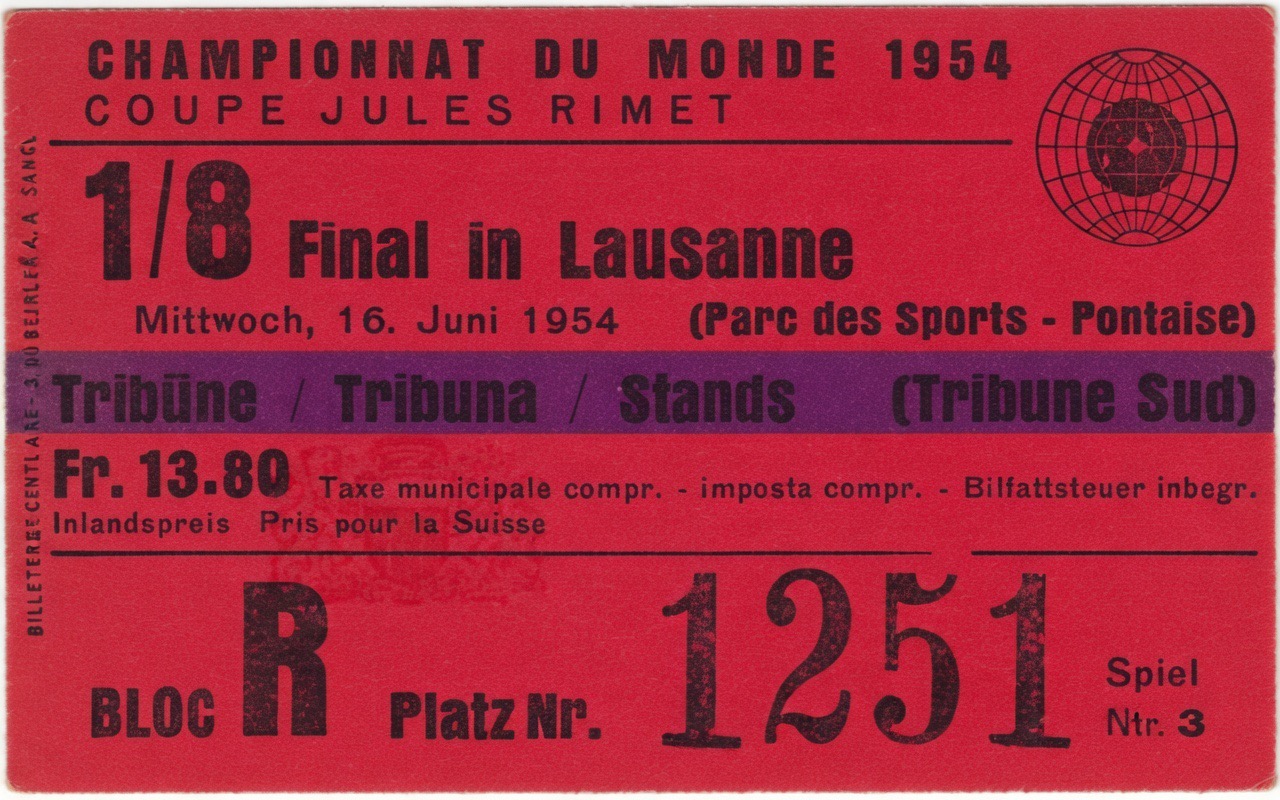 CHAMPIONNAT DU MONDE 1954
COUPE JULES RIMET
1/8 Final in Lausanne
Mittwoch, 16. Juni 1954 (Parc des Sports - Pontaise)
Tribüne / Tribuna / Stands (Tribune Sud)
Fr. 13.80 Taxe municipale compr. - imposta compr. - Bilfattsteuer inbegr.
Inlandspreis Pris pour la Suisse
BLOC R Platz Nr. 1251
Spiel
Ntr. 3